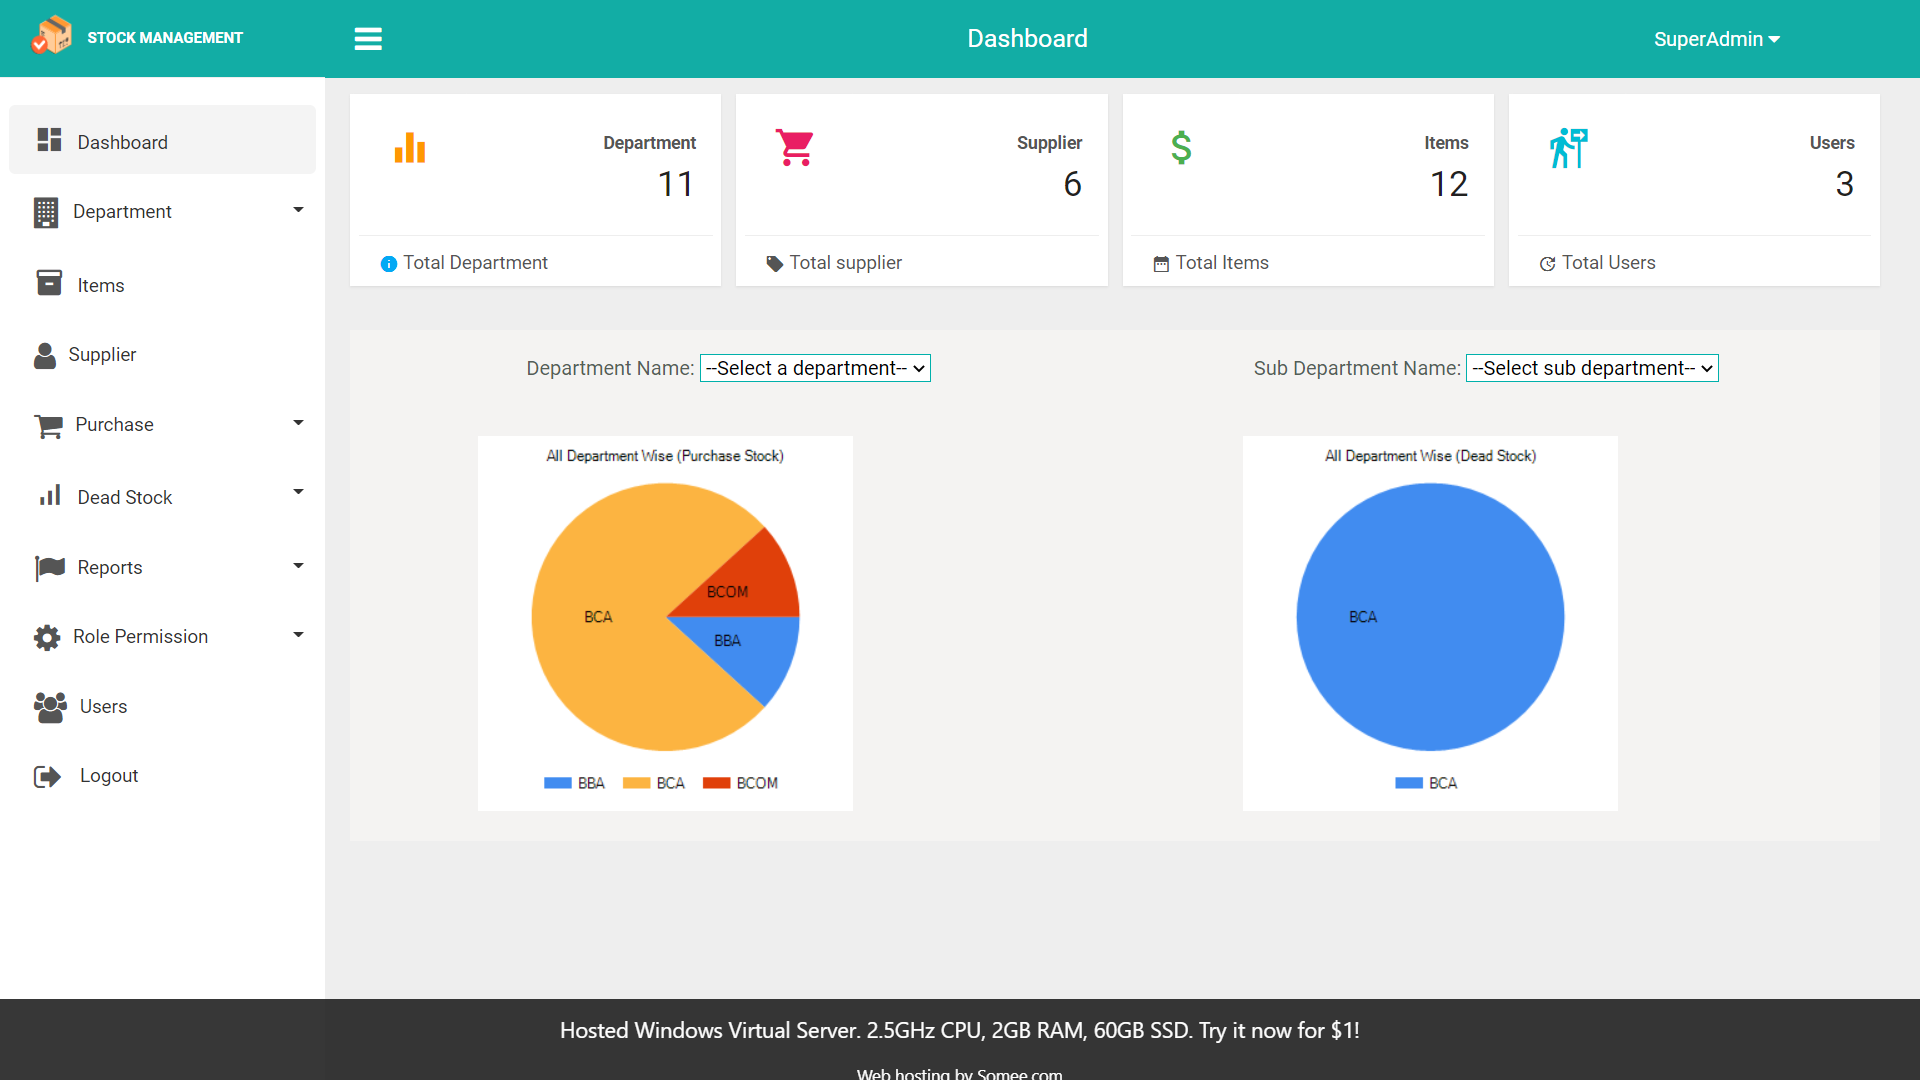 STOCK MANAGEMENT
Dashboard
SuperAdmin
Dashboard
Department
Items
Supplier
Purchase
Dead Stock
Reports
Role Permission
Users
Logout
Department
11
Total Department
Supplier
6
Total supplier
Items
12
Total Items
Users
3
Total Users
Department Name: --Select a department--
Sub Department Name: --Select sub department--
All Department Wise (Purchase Stock)
BCOM
BCA
BBA
BBA BCA BCOM
All Department Wise (Dead Stock)
BCA
BCA
Hosted Windows Virtual Server. 2.5GHz CPU, 2GB RAM, 60GB SSD. Try it now for $1!
Web hosting by Somee.com